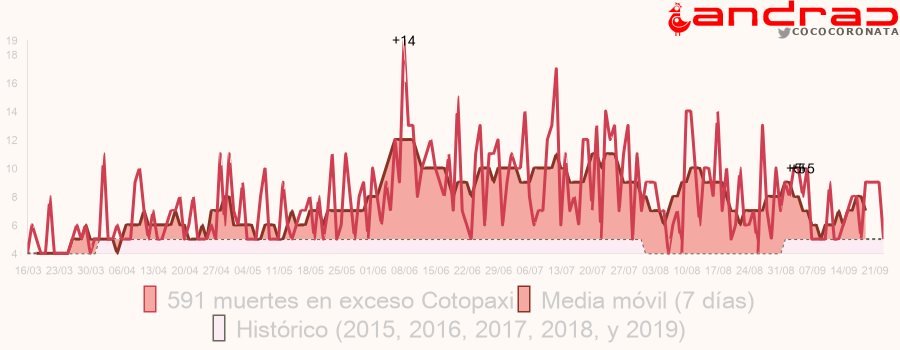 andrab
COCOCORONATA
+14
19
18
16
14
12
10
8
6
4
16/03 23/03 30/03 06/04 13/04 20/04 27/04 04/05 11/05 18/05 25/05 01/06 08/06 15/06 22/06 29/06 06/07 13/07 20/07 27/07 03/08 10/08 17/08 24/08 31/08 07/09 14/09 21/09
591 muertes en exceso Cotopaxi Media móvil (7 días)
Histórico (2015, 2016, 2017, 2018, y 2019)